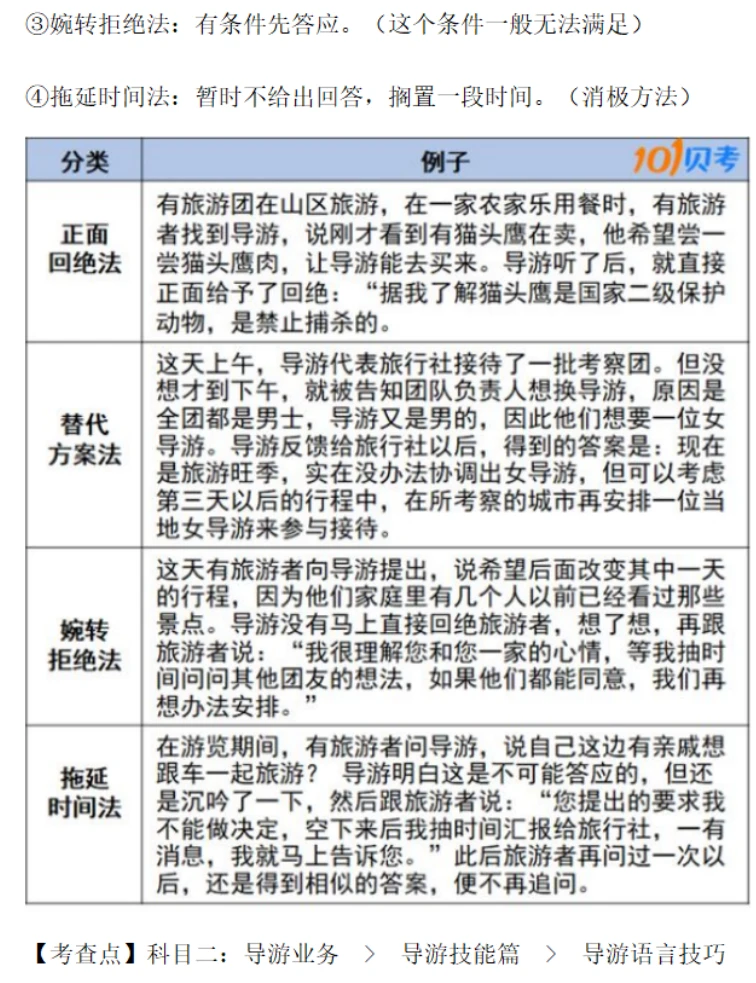 ③婉转拒绝法：有条件先答应。（这个条件一般无法满足）
④拖延时间法：暂时不给出回答，搁置一段时间。（消极方法）
分类
例子
101贝考
正面
回绝法
有旅游团在山区旅游，在一家农家乐用餐时，有旅游
者找到导游，说刚才看到有猫头鹰在卖，他希望尝一
尝猫头鹰肉，让导游能去买来。导游听了后，就直接
正面给予了回绝：“据我了解猫头鹰是国家二级保护
动物，是禁止捕杀的。
替代
方案法
这天上午，导游代表旅行社接待了一批考察团。但没
想才到下午，就被告知团队负责人想换导游，原因是
全团都是男士，导游又是男的，因此他们想要一位女
导游。导游反馈给旅行社以后，得到的答案是：现在
是旅游旺季，实在没办法协调出女导游，但可以考虑
第三天以后的行程中，在所考察的城市再安排一位当
地女导游来参与接待。
婉转
拒绝法
这天有旅游者向导游提出，说希望后面改变其中一天
的行程，因为他们家庭里有几个人以前已经看过那些
景点。导游没有马上直接回绝旅游者，想了想，再跟
旅游者说：“我很理解您和您一家的心情，等我抽时
间问问其他团友的想法，如果他们都能同意，我们再
想办法安排。”
拖延
时间法
在游览期间，有旅游者问导游，说自己这边有亲戚想
跟车一起旅游？ 导游明白这是不可能答应的，但还
是沉吟了一下，然后跟旅游者说：“您提出的要求我
不能做决定，空下来后我抽时间汇报给旅行社，一有
消息，我就马上告诉您。”此后旅游者再问过一次以
后，还是得到相似的答案，便不再追问。
【考查点】科目二：导游业务 > 导游技能篇 > 导游语言技巧